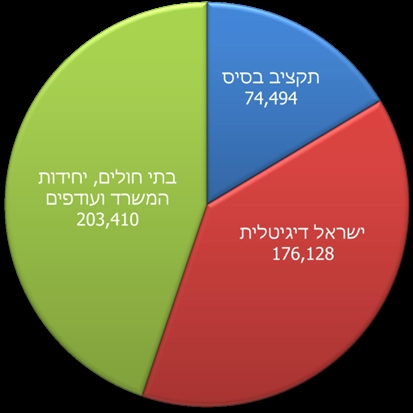 תקציב בסיס
74,494
בתי חולים, יחידות
המשרד ועודפים
203,410
ישראל דיגיטלית
176,128